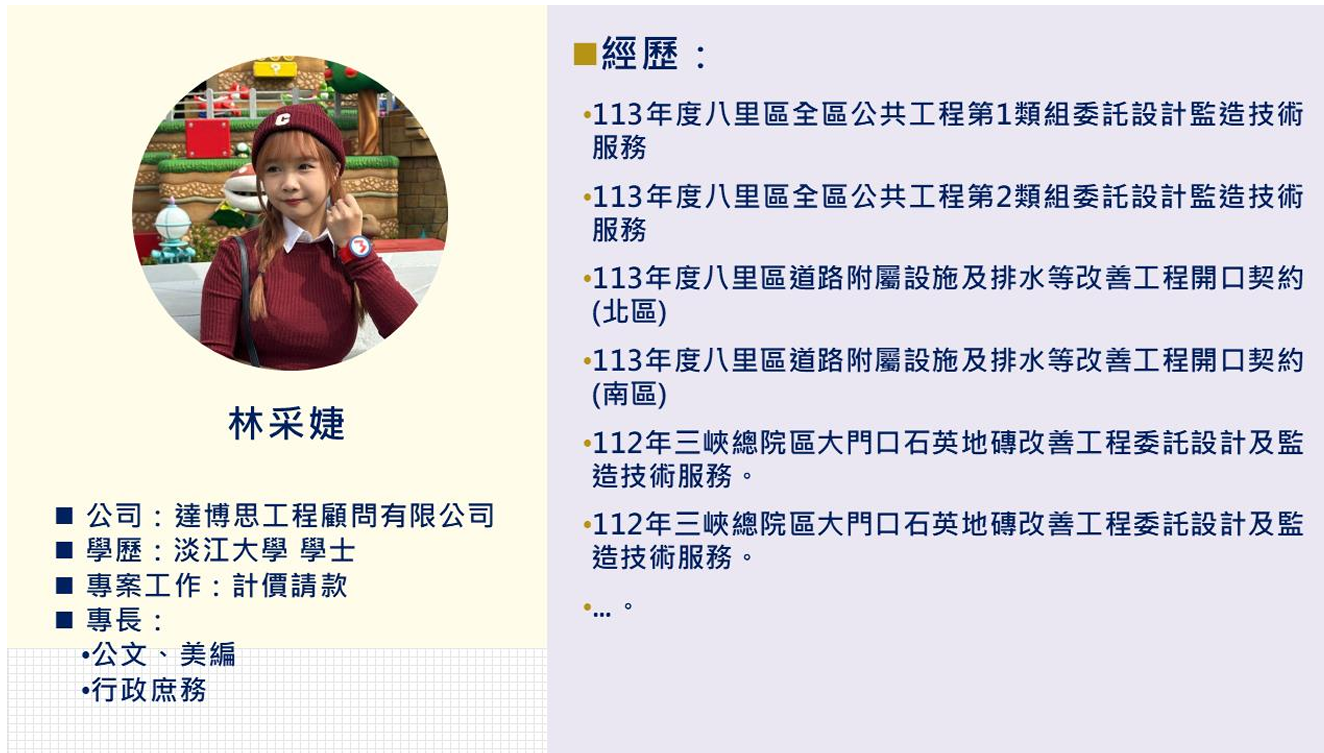 林采婕
■ 公司：達博思工程顧問有限公司
■ 學歷：淡江大學 學士
■ 專案工作：計價請款
■ 專長：
•公文、美編
•行政庶務
■經歷：
•113年度八里區全區公共工程第1類組委託設計監造技術
服務
•113年度八里區全區公共工程第2類組委託設計監造技術
服務
•113年度八里區道路附屬設施及排水等改善工程開口契約
(北區)
•113年度八里區道路附屬設施及排水等改善工程開口契約
(南區)
•112年三峽總院區大門口石英地磚改善工程委託設計及監
造技術服務。
•112年三峽總院區大門口石英地磚改善工程委託設計及監
造技術服務。
•... 。
C
3